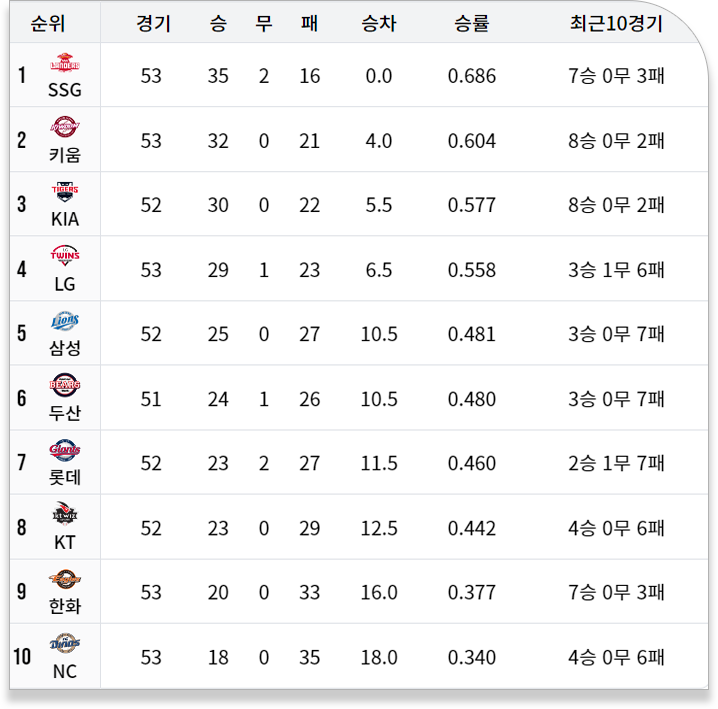 순위 경기 승 무 패 승차 승률 최근10경기
1 LANDERS SSG 53 35 2 16 0.0 0.686 7승 0무 3패
2 키움 53 32 0 21 4.0 0.604 8승 0무 2패
3 TIGERS KIA 52 30 0 22 5.5 0.577 8승 0무 2패
4 TWINS LG 53 29 1 23 6.5 0.558 3승 1무 6패
5 Lions 삼성 52 25 0 27 10.5 0.481 3승 0무 7패
6 BEARS 두산 51 24 1 26 10.5 0.480 3승 0무 7패
7 Giants 롯데 52 23 2 27 11.5 0.460 2승 1무 7패
8 KT 52 23 0 29 12.5 0.442 4승 0무 6패
9 Eagles 한화 53 20 0 33 16.0 0.377 7승 0무 3패
10 Dinos NC 53 18 0 35 18.0 0.340 4승 0무 6패